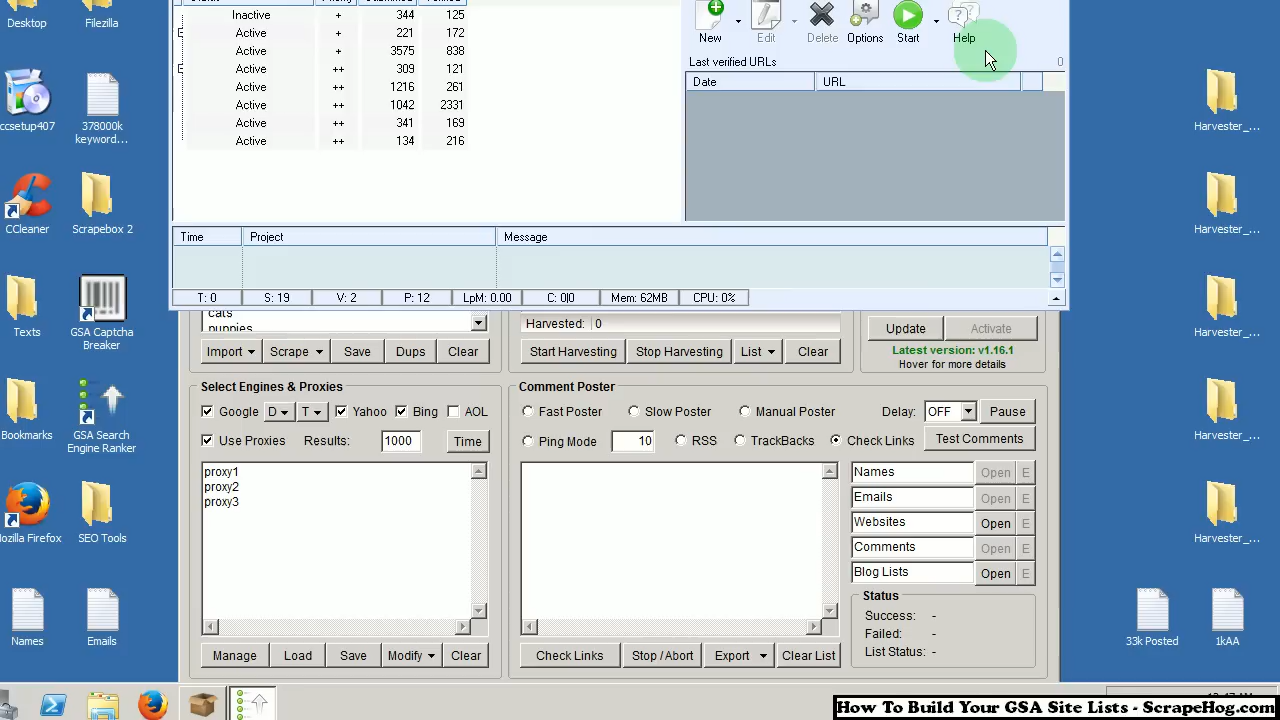 Desktop
Filezilla
Inactive + 344 125
Active + 221 172
Active + 3575 838
Active ++ 309 121
Active ++ 1216 261
Active ++ 1042 2331
Active ++ 341 169
Active ++ 134 216
New
Edit
Delete
Options
Start
Help
Last verified URLs
0
Date
URL
Time
Project
Message
T: 0
S: 19
V: 2
P: 12
LpM: 0.00
C: 0|0
Mem: 62MB
CPU: 0%
ccsetup407
378000k
keyword...
CCleaner
Scrapebox 2
Texts
GSA Captcha
Breaker
Bookmarks
GSA Search
Engine Ranker
Mozilla Firefox
SEO Tools
Names
Emails
cats
puppies
Import
Scrape
Save
Dups
Clear
Harvested: 0
Start Harvesting
Stop Harvesting
List
Clear
Update
Activate
Latest version: v1.16.1
Hover for more details
Select Engines & Proxies
Google
D
T
Yahoo
Bing
AOL
Use Proxies
Results: 1000
Time
proxy1
proxy2
proxy3
Manage
Load
Save
Modify
Clear
Comment Poster
Fast Poster
Slow Poster
Manual Poster
Delay: OFF
Pause
Ping Mode
10
RSS
TrackBacks
Check Links
Test Comments
Names
Open
E
Emails
Open
E
Websites
Open
E
Comments
Open
E
Blog Lists
Open
E
Status
Success: -
Failed: -
List Status: -
Check Links
Stop / Abort
Export
Clear List
Harvester_...
Harvester_...
Harvester_...
Harvester_...
Harvester_...
33k Posted
1kAA
How To Build Your GSA Site Lists - ScrapeHog.com